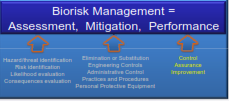 Biorisk Management =
Assessment, Mitigation, Performance
Hazard/threat identification
Risk identification
Likelihood evaluation
Consequences evaluation
Elimination or Substitution
Engineering Controls
Administrative Control
Practices and Procedures
Personal Protective Equipment
Control
Assurance
Improvement